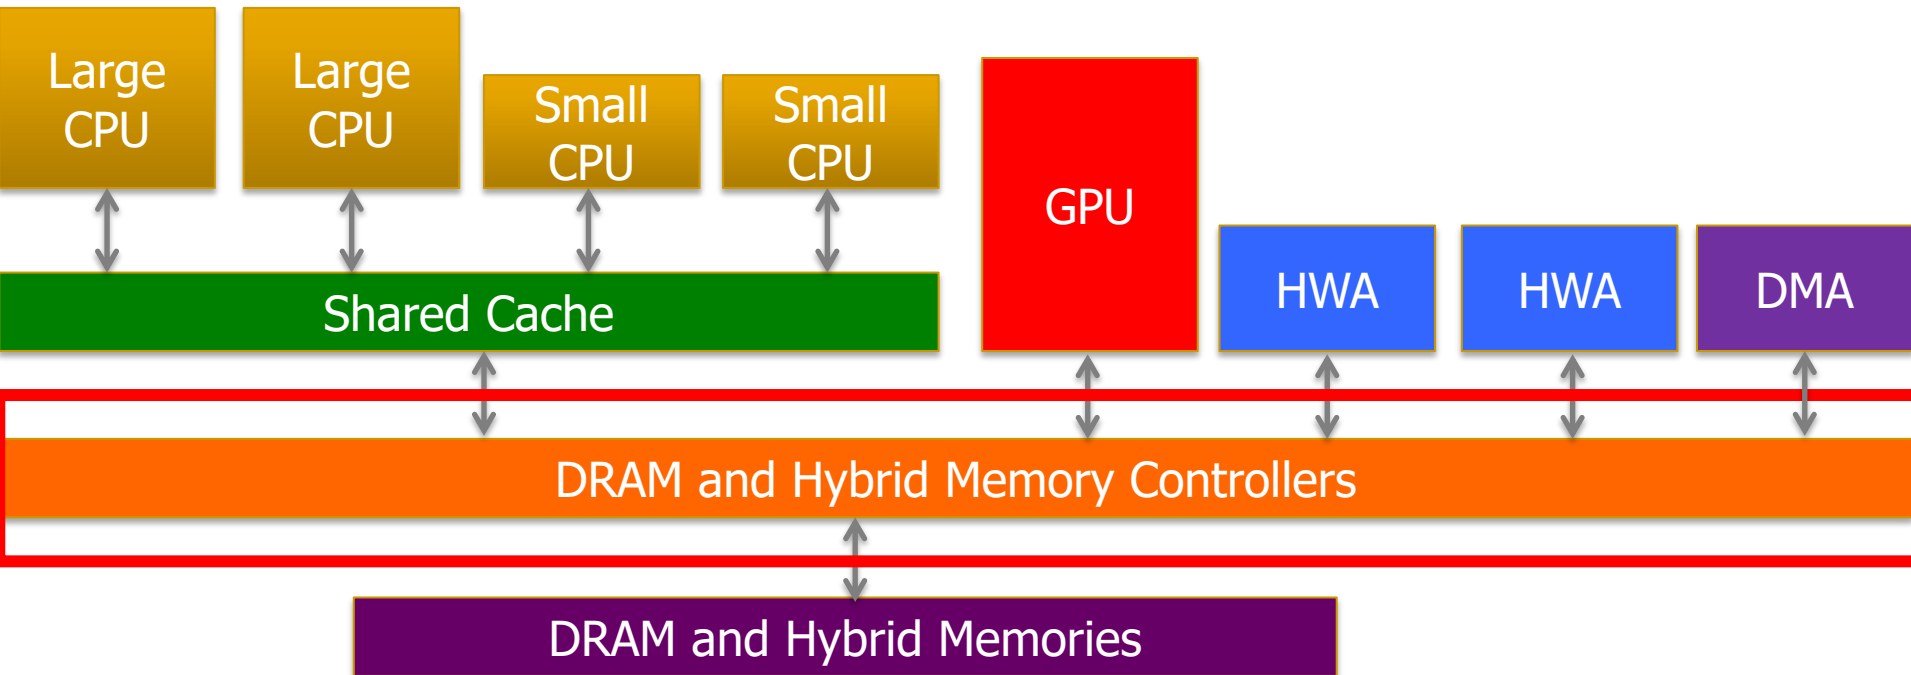 Large
CPU
Large
CPU
Small
CPU
Small
CPU
GPU
HWA
HWA
DMA
Shared Cache
DRAM and Hybrid Memory Controllers
DRAM and Hybrid Memories